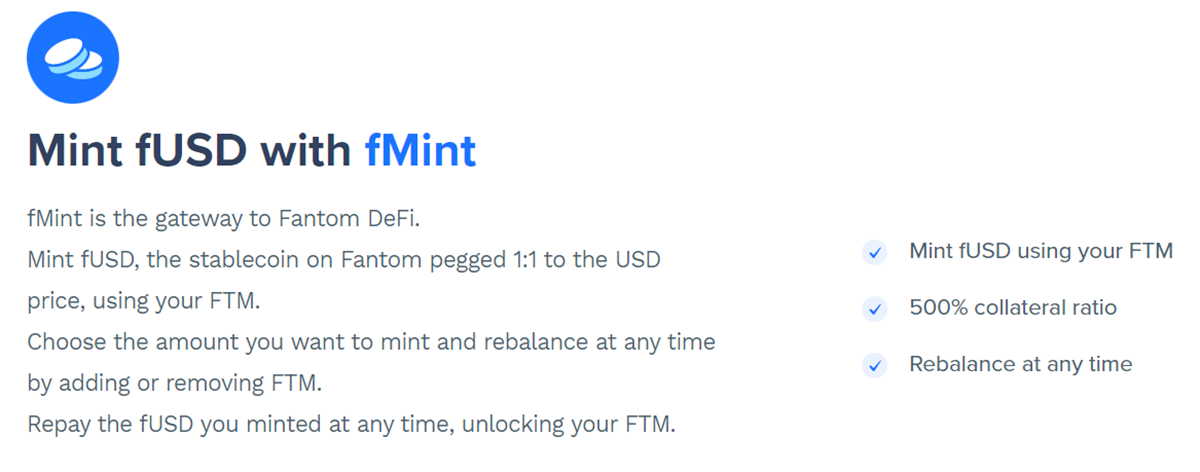 Mint fUSD with fMint
fMint is the gateway to Fantom DeFi.
Mint fUSD, the stablecoin on Fantom pegged 1:1 to the USD
price, using your FTM.
Choose the amount you want to mint and rebalance at any time
by adding or removing FTM.
Repay the fUSD you minted at any time, unlocking your FTM.
Mint fUSD using your FTM
500% collateral ratio
Rebalance at any time